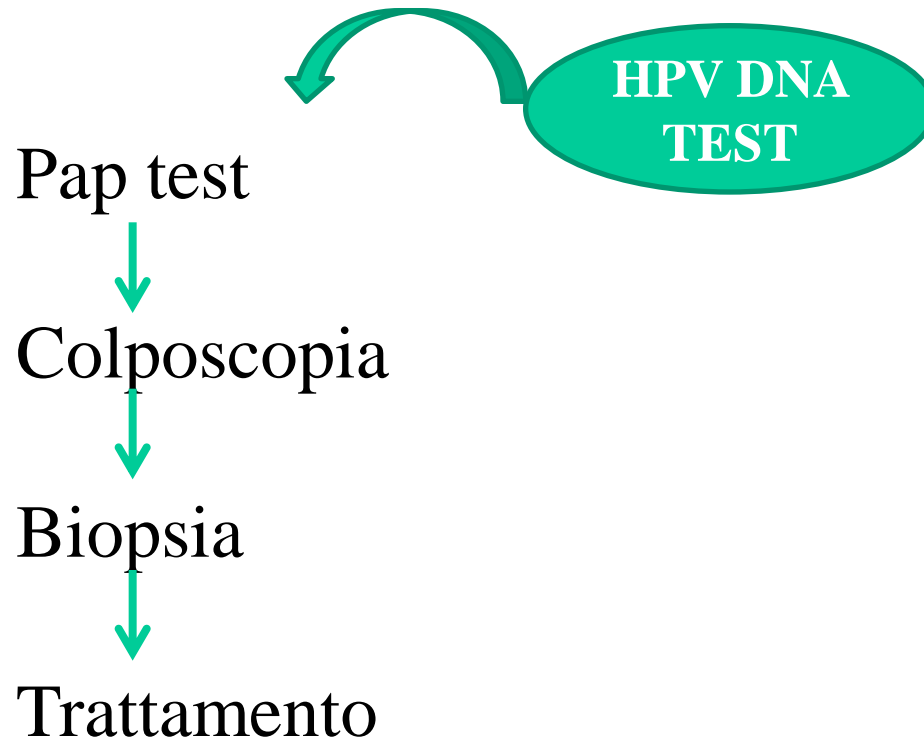 HPV DNA
TEST
Pap test
Colposcopia
Biopsia
Trattamento